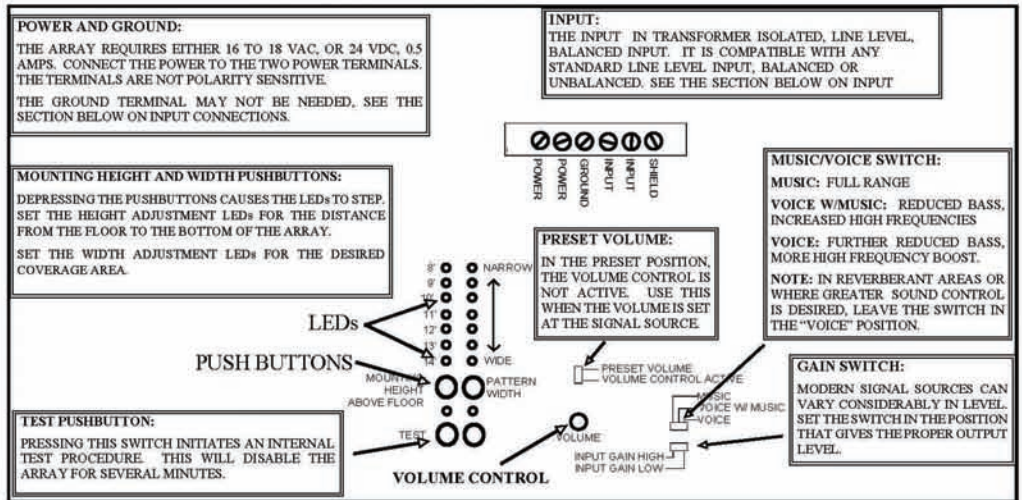 POWER AND GROUND:
THE ARRAY REQUIRES EITHER 16 TO 18 VAC, OR 24 VDC, 0.5
AMPS. CONNECT THE POWER TO THE TWO POWER TERMINALS.
THE TERMINALS ARE NOT POLARITY SENSITIVE.
THE GROUND TERMINAL MAY NOT BE NEEDED, SEE THE
SECTION BELOW ON INPUT CONNECTIONS.
INPUT:
THE INPUT IN TRANSFORMER ISOLATED, LINE LEVEL,
BALANCED INPUT. IT IS COMPATIBLE WITH ANY
STANDARD LINE LEVEL INPUT, BALANCED OR
UNBALANCED. SEE THE SECTION BELOW ON INPUT
POWER
POWER
GROUND
INPUT
INPUT
SHIELD
MOUNTING HEIGHT AND WIDTH PUSHBUTTONS:
DEPRESSING THE PUSHBUTTONS CAUSES THE LEDs TO STEP.
SET THE HEIGHT ADJUSTMENT LEDs FOR THE DISTANCE
FROM THE FLOOR TO THE BOTTOM OF THE ARRAY.
SET THE WIDTH ADJUSTMENT LEDs FOR THE DESIRED
COVERAGE AREA.
MUSIC/VOICE SWITCH:
MUSIC: FULL RANGE
VOICE W/MUSIC: REDUCED BASS,
INCREASED HIGH FREQUENCIES
VOICE: FURTHER REDUCED BASS,
MORE HIGH FREQUENCY BOOST.
NOTE: IN REVERBERANT AREAS OR
WHERE GREATER SOUND CONTROL
IS DESIRED, LEAVE THE SWITCH IN
THE "VOICE" POSITION.
PRESET VOLUME:
IN THE PRESET POSITION,
THE VOLUME CONTROL IS
NOT ACTIVE. USE THIS
WHEN THE VOLUME IS SET
AT THE SIGNAL SOURCE.
8' NARROW
9'
10'
11'
12'
13'
14' WIDE
LEDs
PUSH BUTTONS
MOUNTING
HEIGHT
ABOVE FLOOR
PATTERN
WIDTH
TEST
PRESET VOLUME
VOLUME CONTROL ACTIVE
MUSIC
VOICE W/ MUSIC
VOICE
VOLUME
INPUT GAIN HIGH
INPUT GAIN LOW
GAIN SWITCH:
MODERN SIGNAL SOURCES CAN
VARY CONSIDERABLY IN LEVEL.
SET THE SWITCH IN THE POSITION
THAT GIVES THE PROPER OUTPUT
LEVEL.
TEST PUSHBUTTON:
PRESSING THIS SWITCH INITIATES AN INTERNAL
TEST PROCEDURE. THIS WILL DISABLE THE
ARRAY FOR SEVERAL MINUTES.
VOLUME CONTROL